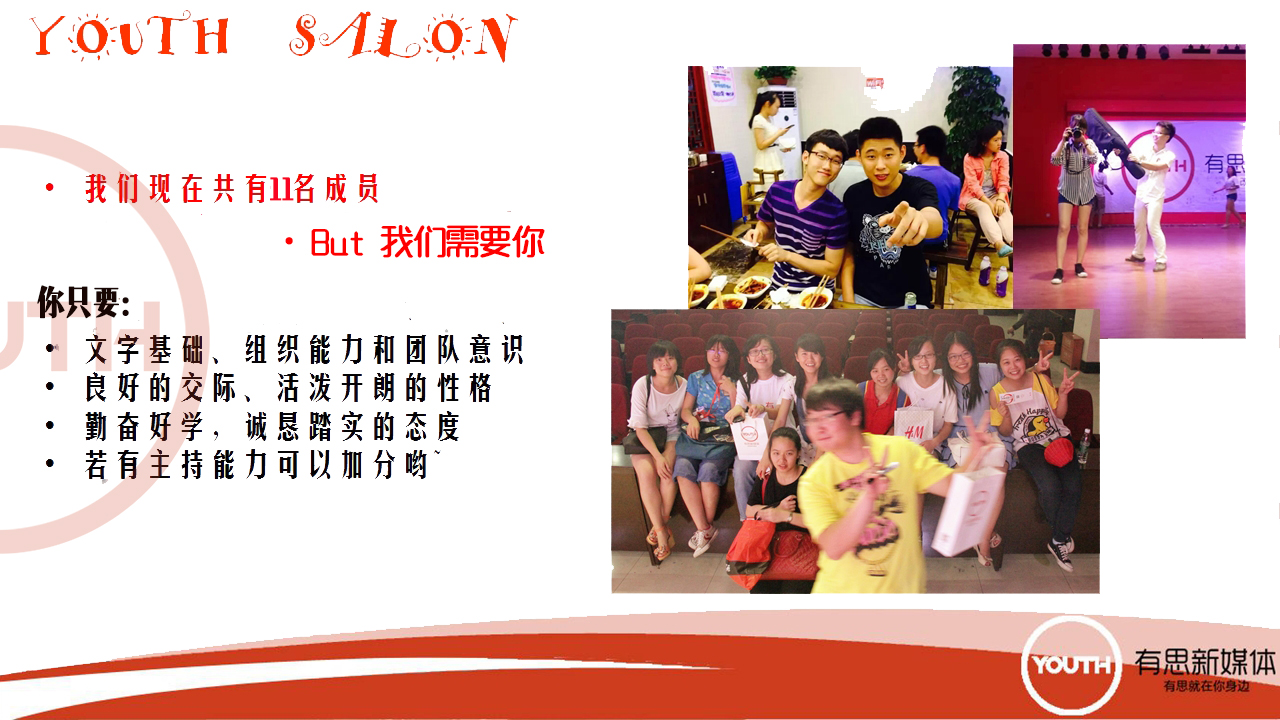 YOUTH SALON
• 我们现在共有11名成员
• But 我们需要你
你只要:
• 文字基础、组织能力和团队意识
• 良好的交际、活泼开朗的性格
• 勤奋好学，诚恳踏实的态度
• 若有主持能力可以加分哟~
UTH
UTH
有思
H&M
YOUTH
有思新媒体
有思就在你身边